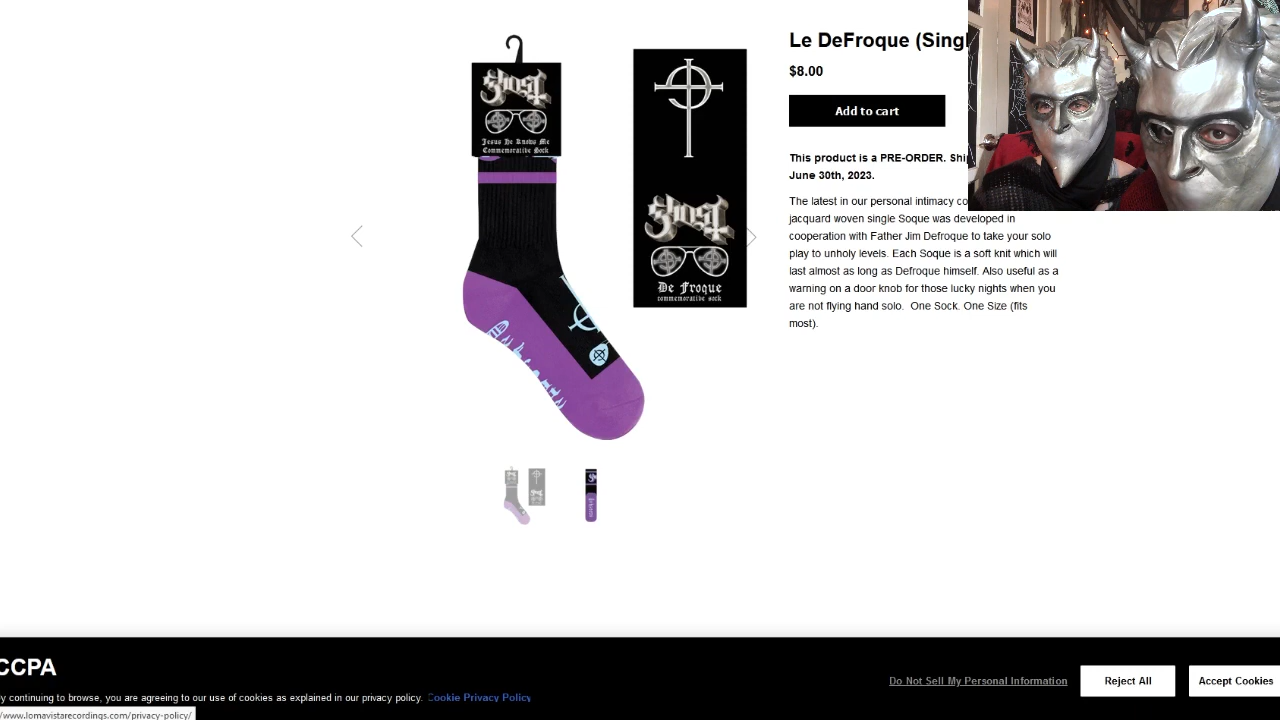 Le DeFroque (Singl
$8.00
Add to cart
This product is a PRE-ORDER. Shi
June 30th, 2023.
The latest in our personal intimacy co
jacquard woven single Soque was developed in
cooperation with Father Jim Defroque to take your solo
play to unholy levels. Each Soque is a soft knit which will
last almost as long as Defroque himself. Also useful as a
warning on a door knob for those lucky nights when you
are not flying hand solo.  One Sock. One Size (fits
most).
Ghost
Jesus He Knows Me
Commemorative Sock
Ghost
De Froque
commemorative sock
CCPA
y continuing to browse, you are agreeing to our use of cookies as explained in our privacy policy. Cookie Privacy Policy
Do Not Sell My Personal Information
Reject All
Accept Cookies
/www.lomavistarecordings.com/privacy-policy/